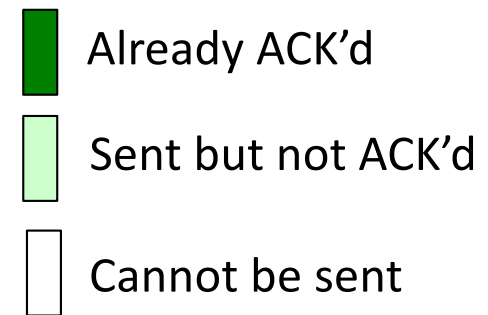 Already ACK’d
Sent but not ACK’d
Cannot be sent